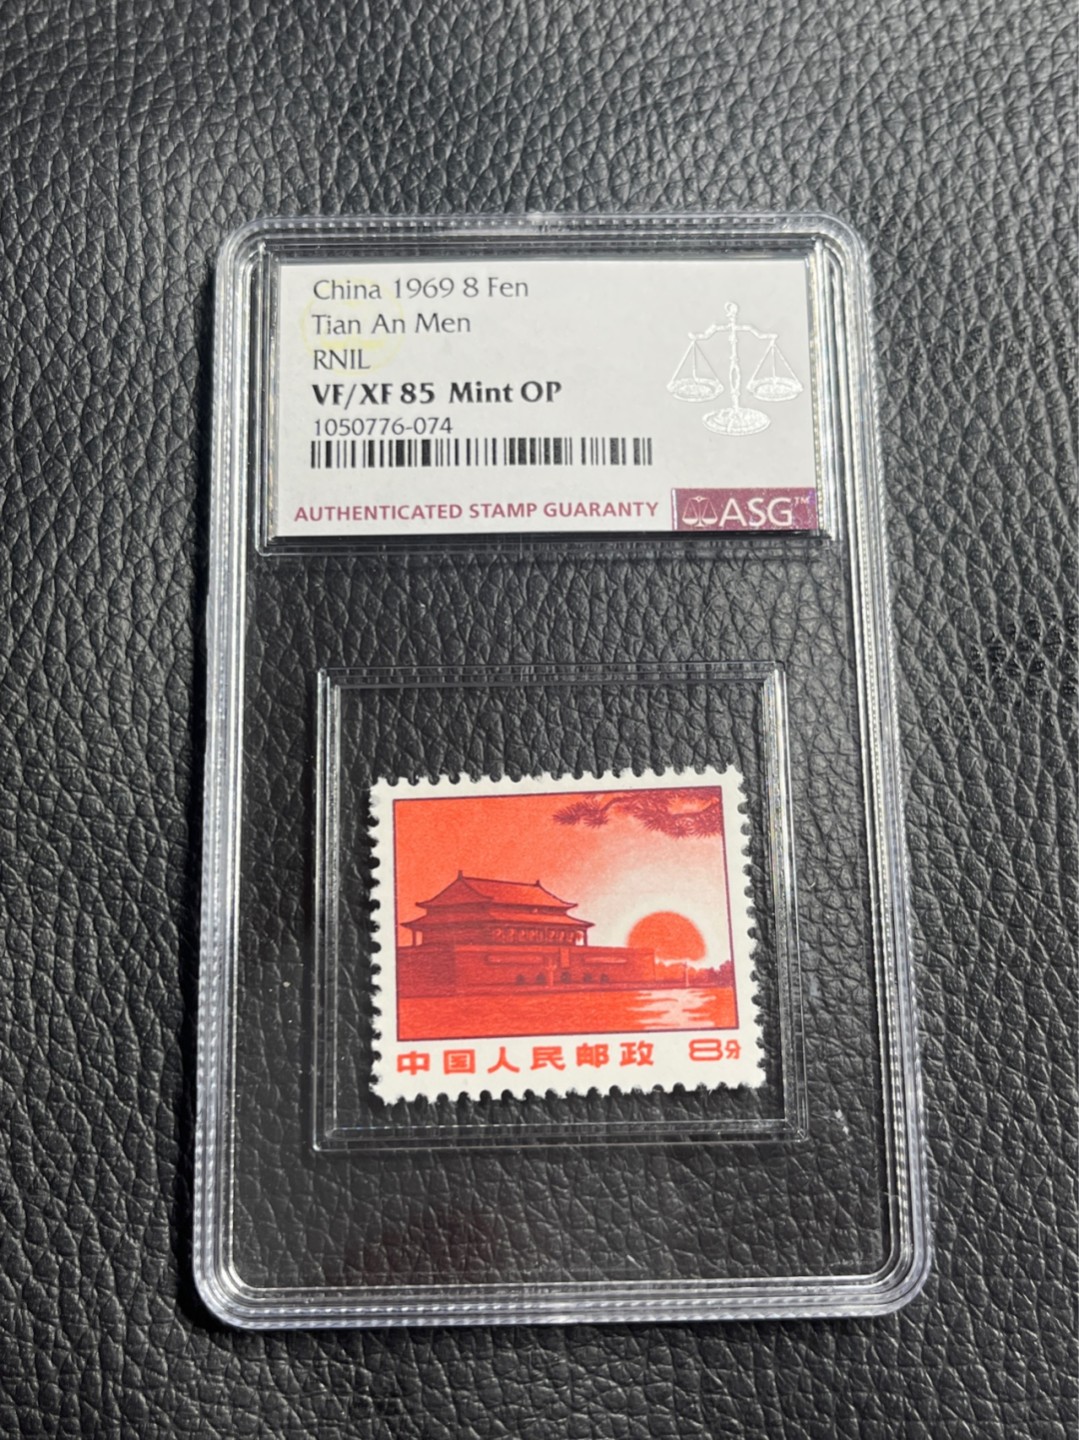 China 1969 8 Fen
Tian An Men
RNIL
VF/XF 85 Mint OP
1050776-074
AUTHENTICATED STAMP GUARANTY ASG™
中国人民邮政 8分